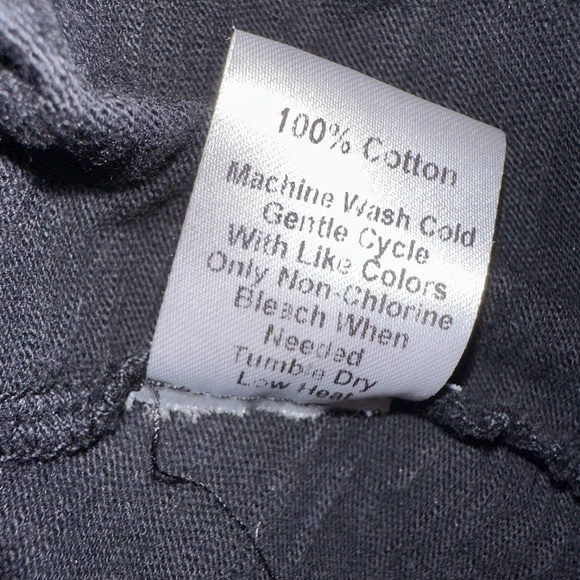 100% Cotton
Machine Wash Cold
Gentle Cycle
With Like Colors
Only Non-Chlorine
Bleach When
Needed
Tumble Dry
Low Heat